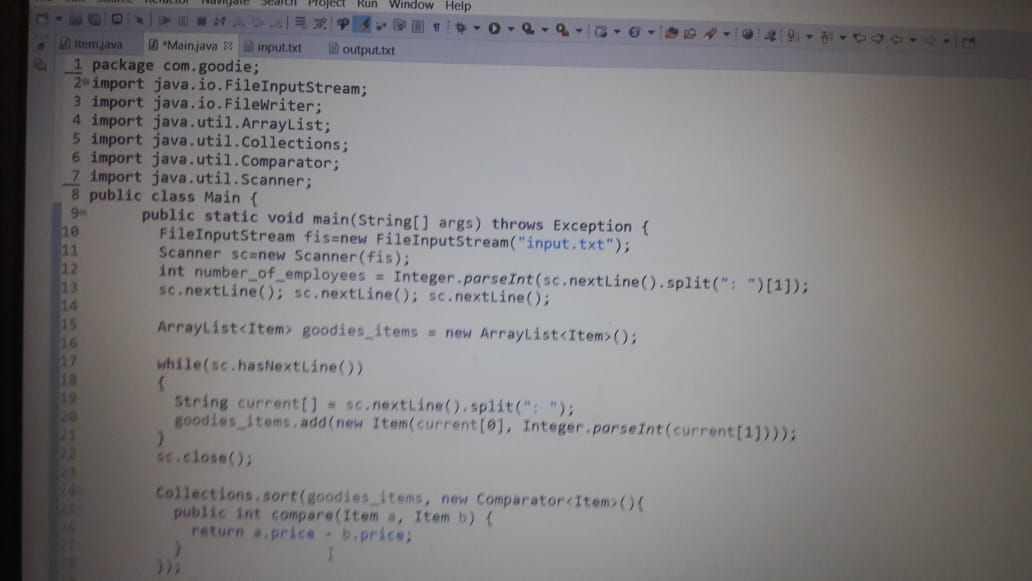 Source Refactor Navigate Search Project Run Window Help
Item.java *Main.java input.txt output.txt
1 package com.goodie;
2 import java.io.FileInputStream;
3 import java.io.FileWriter;
4 import java.util.ArrayList;
5 import java.util.Collections;
6 import java.util.Comparator;
7 import java.util.Scanner;
8 public class Main {
9 public static void main(String[] args) throws Exception {
10 FileInputStream fis=new FileInputStream("input.txt");
11 Scanner sc=new Scanner(fis);
12 int number_of_employees = Integer.parseInt(sc.nextLine().split(": ")[1]);
13 sc.nextLine(); sc.nextLine(); sc.nextLine();
14
15 ArrayList<Item> goodies_items = new ArrayList<Item>();
16
17 while(sc.hasNextLine())
18 {
19 String current[] = sc.nextLine().split(": ");
20 goodies_items.add(new Item(current[0], Integer.parseInt(current[1])));
21 }
22 sc.close();
23
24 Collections.sort(goodies_items, new Comparator<Item>(){
25 public int compare(Item a, Item b) {
26 return a.price - b.price;
27 }
28 });